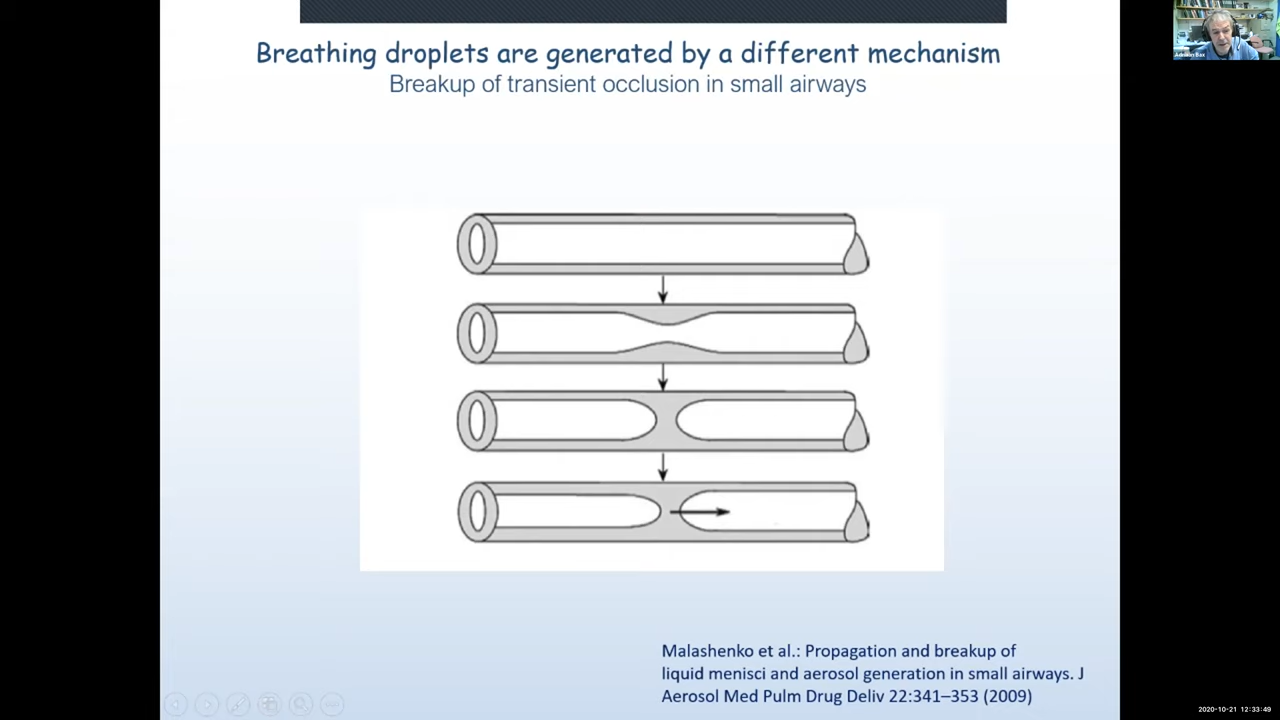 Breathing droplets are generated by a different mechanism
Breakup of transient occlusion in small airways
Adriaan Bax
Malashenko et al.: Propagation and breakup of
liquid menisci and aerosol generation in small airways. J
Aerosol Med Pulm Drug Deliv 22:341–353 (2009)
2020-10-21 12:33:49